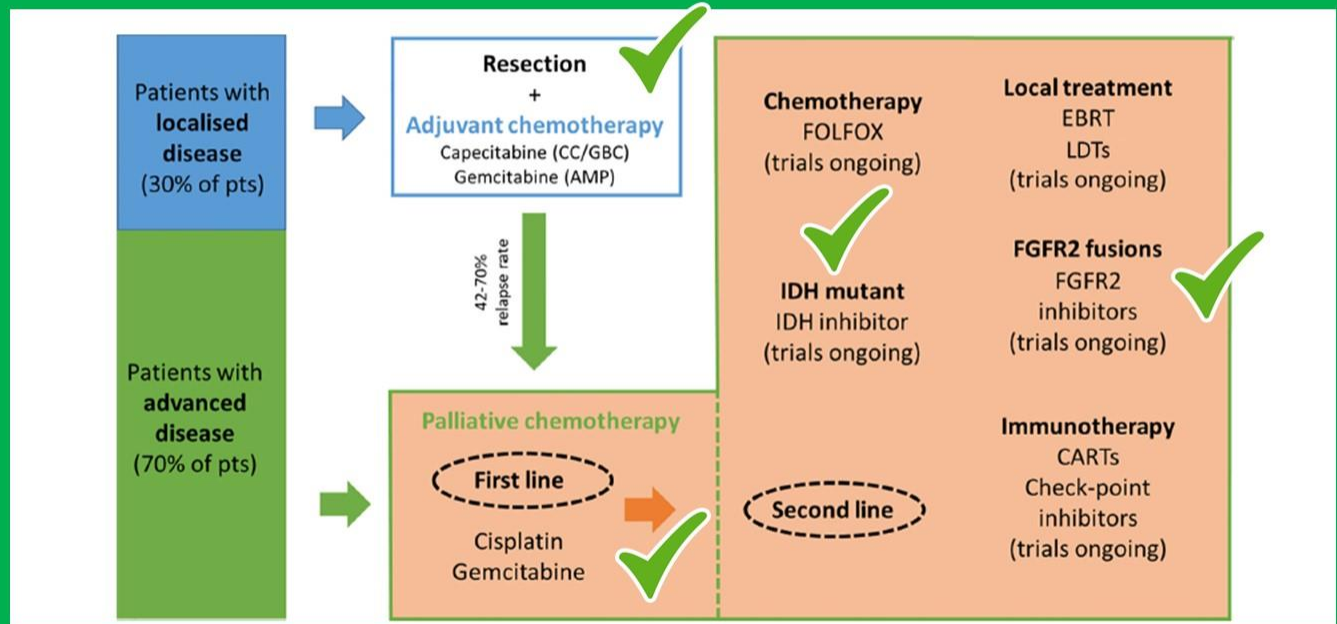 Patients with
localised
disease
(30% of pts)
Patients with
advanced
disease
(70% of pts)
Resection
+
Adjuvant chemotherapy
Capecitabine (CC/GBC)
Gemcitabine (AMP)
42-70%
relapse rate
Palliative chemotherapy
First line
Cisplatin
Gemcitabine
Second line
Chemotherapy
FOLFOX
(trials ongoing)
IDH mutant
IDH inhibitor
(trials ongoing)
Local treatment
EBRT
LDTs
(trials ongoing)
FGFR2 fusions
FGFR2
inhibitors
(trials ongoing)
Immunotherapy
CARTs
Check-point
inhibitors
(trials ongoing)